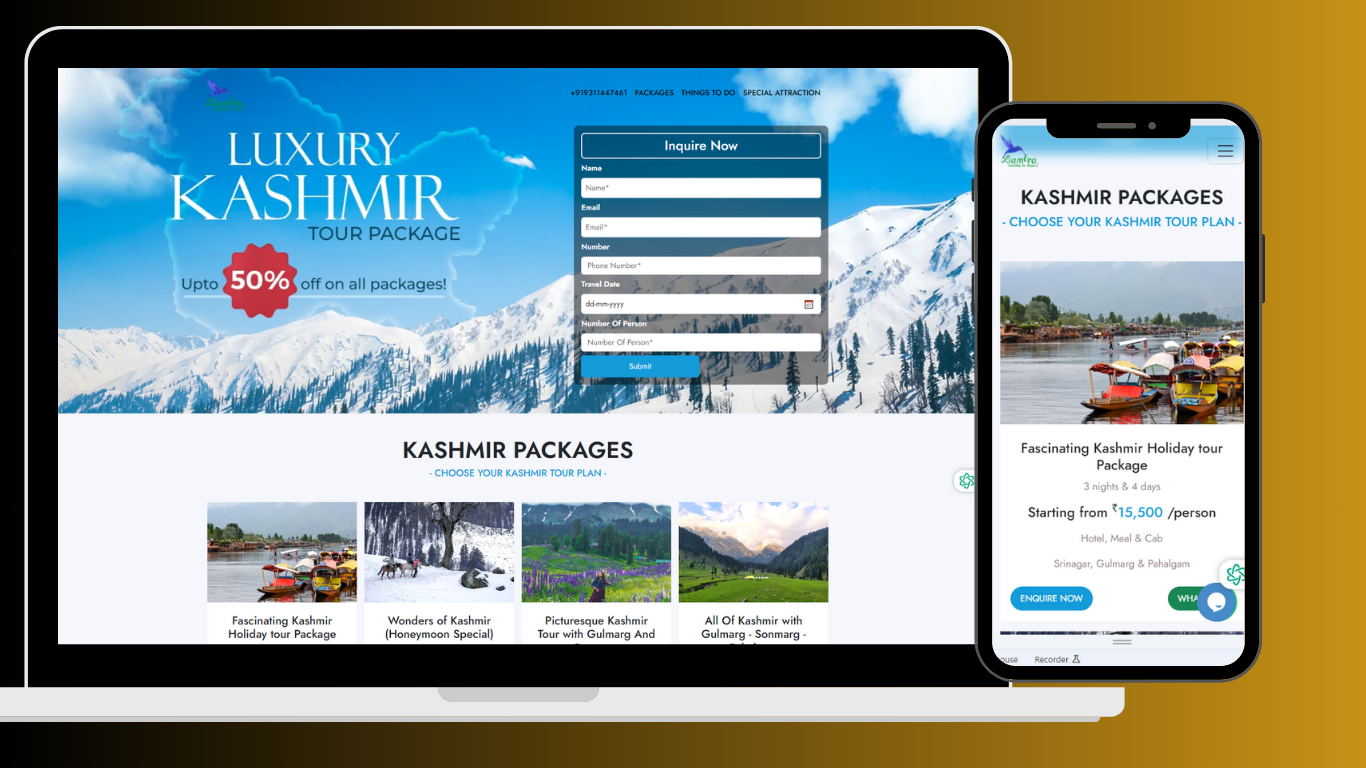 +919311447461 PACKAGES THINGS TO DO SPECIAL ATTRACTION
LUXURY
KASHMIR
TOUR PACKAGE
Upto 50% off on all packages!
Inquire Now
Name
Name*
Email
Email*
Number
Phone Number*
Travel Date
dd-mm-yyyy
Number Of Person
Number Of Person*
Submit
KASHMIR PACKAGES
- CHOOSE YOUR KASHMIR TOUR PLAN -
Fascinating Kashmir
Holiday tour Package
Wonders of Kashmir
(Honeymoon Special)
Picturesque Kashmir
Tour with Gulmarg And
All Of Kashmir with
Gulmarg - Sonmarg -
KASHMIR PACKAGES
- CHOOSE YOUR KASHMIR TOUR PLAN -
Fascinating Kashmir Holiday tour
Package
3 nights & 4 days
Starting from ₹15,500 /person
Hotel, Meal & Cab
Srinagar, Gulmarg & Pahalgam
ENQUIRE NOW WHA
ouse Recorder